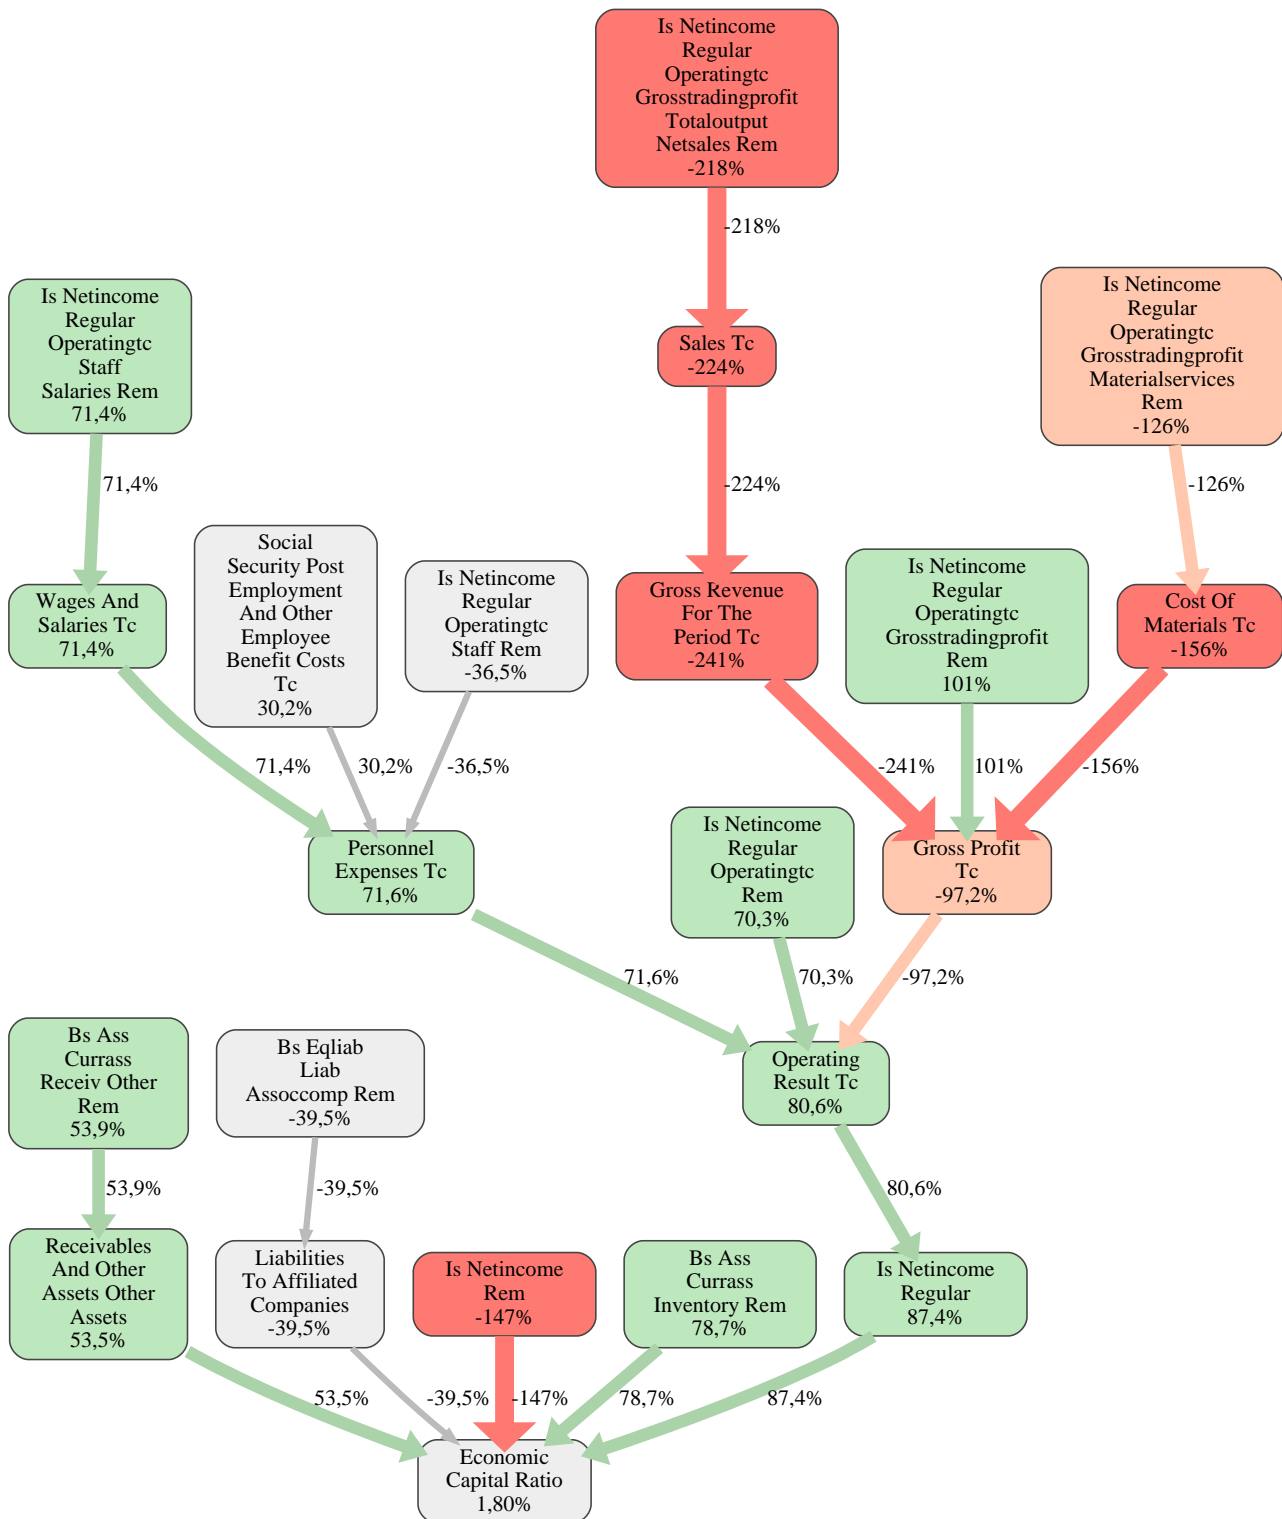 Is Netincome
Regular
Operatingtc
Grosstradingprofit
Totaloutput
Netsales Rem
-218%
-218%
Is Netincome
Regular
Operatingtc
Staff
Salaries Rem
71,4%
Is Netincome
Regular
Operatingtc
Grosstradingprofit
Materialservices
Rem
-126%
Sales Tc
-224%
71,4%
-224%
-126%
Social
Security Post
Employment
And Other
Employee
Benefit Costs
Tc
30,2%
Is Netincome
Regular
Operatingtc
Staff Rem
-36,5%
Is Netincome
Regular
Operatingtc
Grosstradingprofit
Rem
101%
Wages And
Salaries Tc
71,4%
Gross Revenue
For The
Period Tc
-241%
Cost Of
Materials Tc
-156%
71,4%
30,2%
-36,5%
-241%
101%
-156%
Personnel
Expenses Tc
71,6%
Is Netincome
Regular
Operatingtc
Rem
70,3%
Gross Profit
Tc
-97,2%
71,6%
70,3%
-97,2%
Bs Ass
Currass
Receiv Other
Rem
53,9%
Bs Eqliab
Liab
Assoccomp Rem
-39,5%
Operating
Result Tc
80,6%
53,9%
-39,5%
80,6%
Receivables
And Other
Assets Other
Assets
53,5%
Liabilities
To Affiliated
Companies
-39,5%
Is Netincome
Rem
-147%
Bs Ass
Currass
Inventory Rem
78,7%
Is Netincome
Regular
87,4%
53,5%
-39,5%
-147%
78,7%
87,4%
Economic
Capital Ratio
1,80%